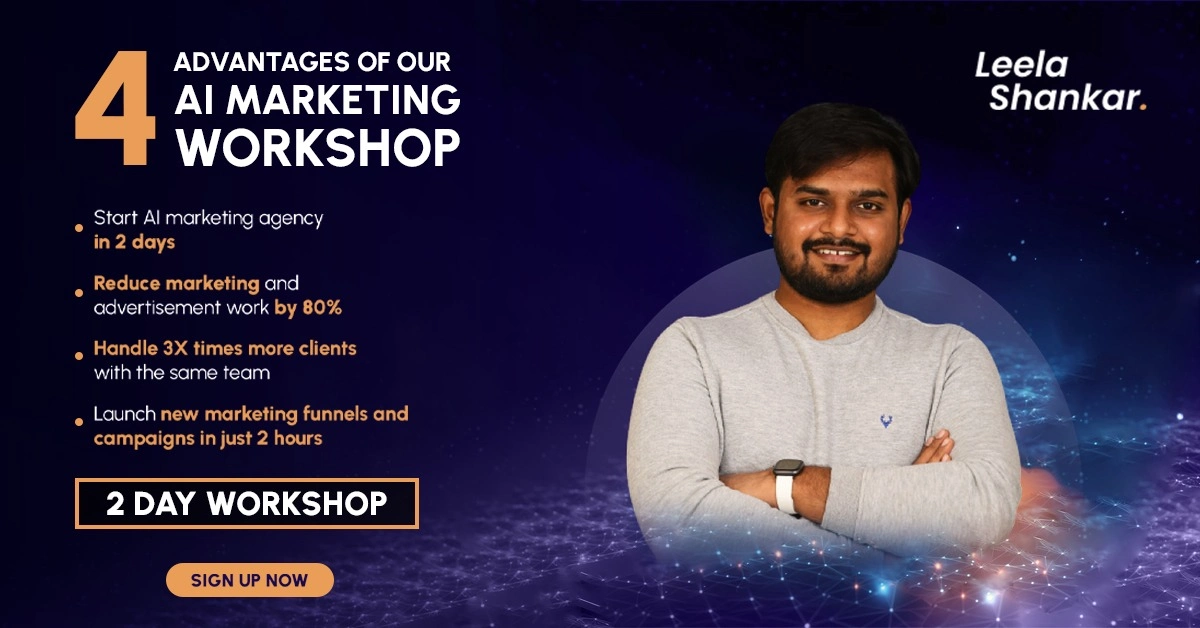 4
ADVANTAGES OF OUR
AI MARKETING
WORKSHOP
Start AI marketing agency
in 2 days
Reduce marketing and
advertisement work by 80%
Handle 3X times more clients
with the same team
Launch new marketing funnels and
campaigns in just 2 hours
2 DAY WORKSHOP
SIGN UP NOW
Leela
Shankar.